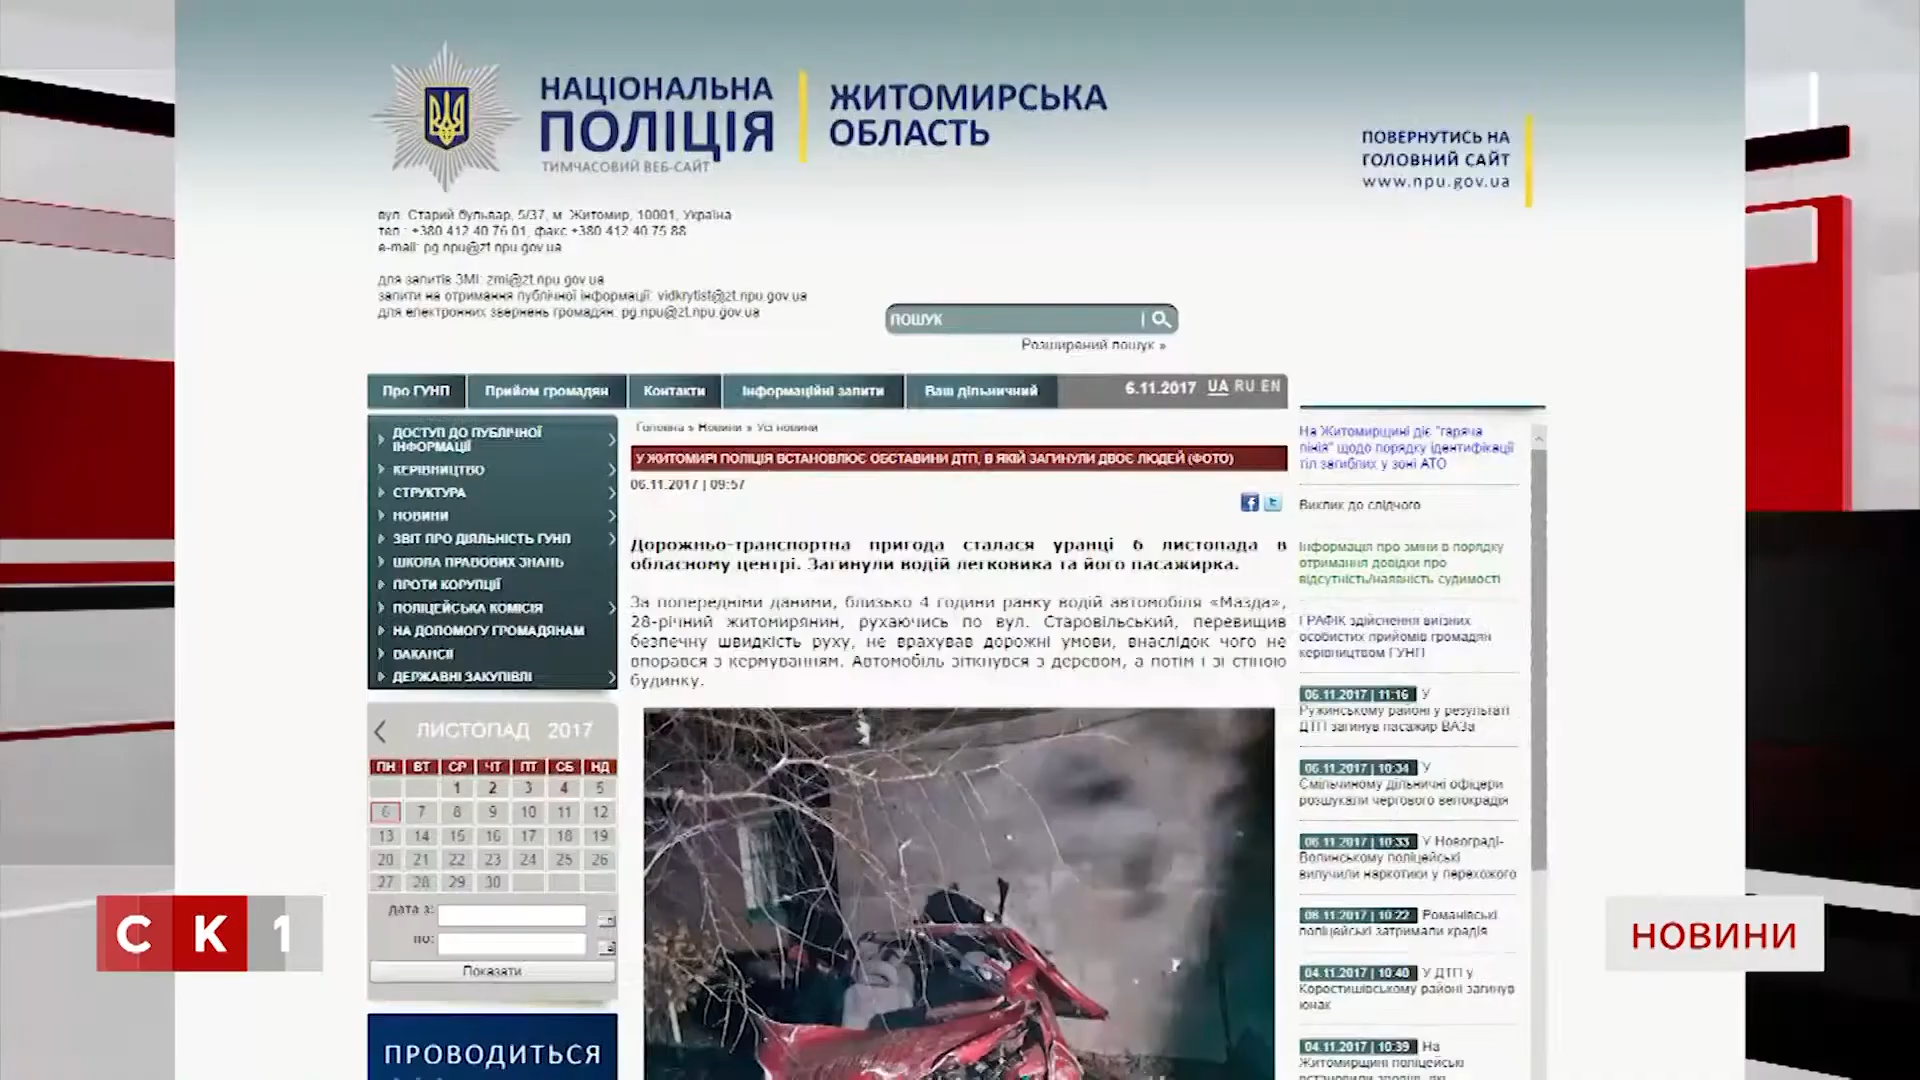 НАЦІОНАЛЬНА
ПОЛІЦІЯ
ТИМЧАСОВИЙ ВЕБ-САЙТ
ЖИТОМИРСЬКА
ОБЛАСТЬ
ПОВЕРНУТИСЬ НА
ГОЛОВНИЙ САЙТ
www.npu.gov.ua
вул. Старий бульвар, 5/37, м. Житомир, 10001, Україна
тел.: +380 412 40 76 01, факс +380 412 40 75 88
e-mail: pg.npu@zt.npu.gov.ua
для запитів ЗМІ: zmi@zt.npu.gov.ua
запити на отримання публічної інформації: vidkrytist@zt.npu.gov.ua
для електронних звернень громадян: pg.npu@zt.npu.gov.ua
ПОШУК
Розширений пошук »
Про ГУНП
Прийом громадян
Контакти
Інформаційні запити
Ваш дільничний
6.11.2017 UA RU EN
ДОСТУП ДО ПУБЛІЧНОЇ
ІНФОРМАЦІЇ
КЕРІВНИЦТВО
СТРУКТУРА
НОВИНИ
ЗВІТ ПРО ДІЯЛЬНІСТЬ ГУНП
ШКОЛА ПРАВОВИХ ЗНАНЬ
ПРОТИ КОРУПЦІЇ
ПОЛІЦЕЙСЬКА КОМІСІЯ
НА ДОПОМОГУ ГРОМАДЯНАМ
ВАКАНСІЇ
ДЕРЖАВНІ ЗАКУПІВЛІ
ЛИСТОПАД 2017
ПН ВТ СР ЧТ ПТ СБ НД
1 2 3 4 5
6 7 8 9 10 11 12
13 14 15 16 17 18 19
20 21 22 23 24 25 26
27 28 29 30
дата з:
по:
Показати
ПРОВОДИТЬСЯ
Головна » Новини » Усі новини
У ЖИТОМИРІ ПОЛІЦІЯ ВСТАНОВЛЮЄ ОБСТАВИНИ ДТП, В ЯКІЙ ЗАГИНУЛИ ДВОЄ ЛЮДЕЙ (ФОТО)
06.11.2017 | 09:57
Дорожньо-транспортна пригода сталася уранці 6 листопада в
обласному центрі. Загинули водій легковика та його пасажирка.
За попередніми даними, близько 4 години ранку водій автомобіля «Мазда»,
28-річний житомирянин, рухаючись по вул. Старовільський, перевищив
безпечну швидкість руху, не врахував дорожні умови, внаслідок чого не
впорався з кермуванням. Автомобіль зіткнувся з деревом, а потім і зі стіною
будинку.
На Житомирщині діє "гаряча
лінія" щодо порядку ідентифікації
тіл загиблих у зоні АТО
Виклик до слідчого
Інформація про зміни в порядку
отримання довідки про
відсутність/наявність судимості
ГРАФІК здійснення виїзних
особистих прийомів громадян
керівництвом ГУНП
06.11.2017 | 11:16 У
Ружинському районі у результаті
ДТП загинув пасажир ВАЗа
06.11.2017 | 10:34 У
Ємільчиному дільничні офіцери
розшукали чергового велокрадія
06.11.2017 | 10:33 У Новограді-
Волинському поліцейські
вилучили наркотики у перехожого
06.11.2017 | 10:22 Романівські
поліцейські затримали крадія
04.11.2017 | 10:40 У ДТП у
Коростишівському районі загинув
юнак
04.11.2017 | 10:39 На
Житомирщині поліцейські
СК1
НОВИНИ